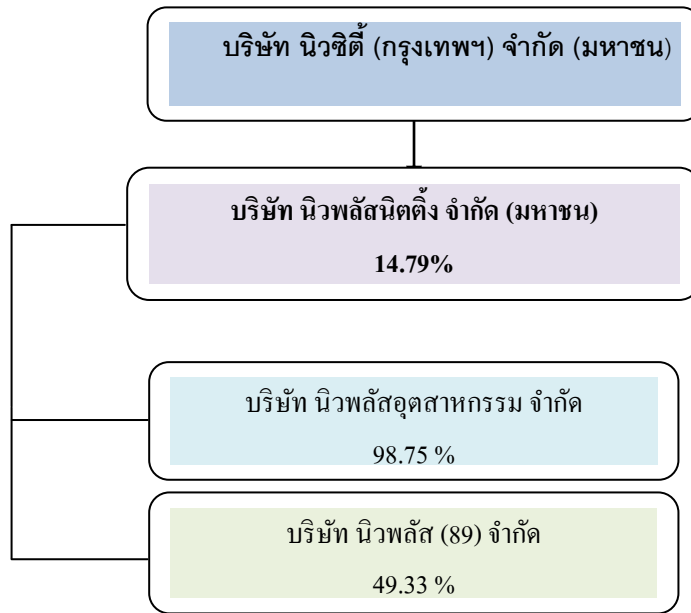 บริษัท นิวซิตี้ (กรุงเทพฯ) จำกัด (มหาชน)
บริษัท นิวพลัสนิตติ้ง จำกัด (มหาชน)
14.79%
บริษัท นิวพลัสอุตสาหกรรม จำกัด
98.75 %
บริษัท นิวพลัส (89) จำกัด
49.33 %